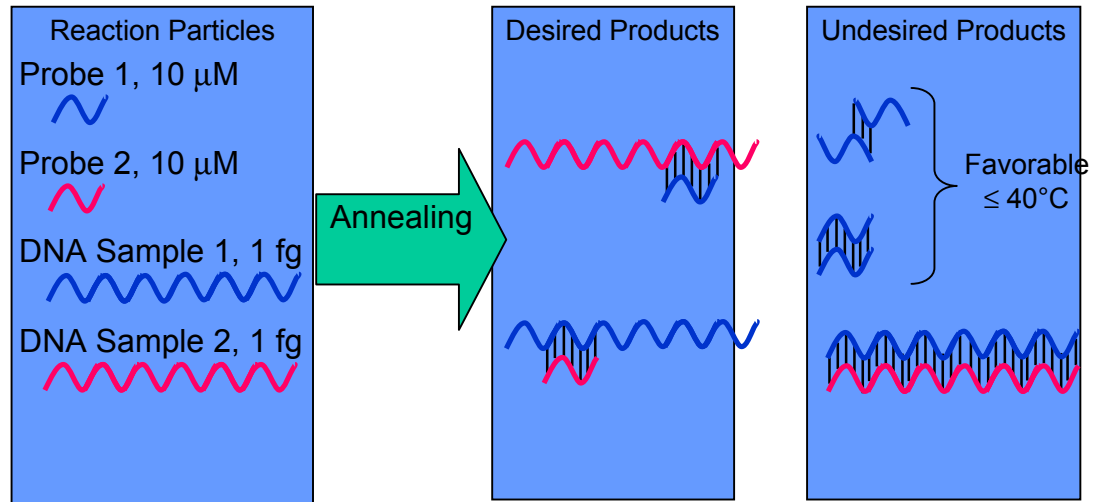 Reaction Particles
Probe 1, 10 μM
Probe 2, 10 μM
DNA Sample 1, 1 fg
DNA Sample 2, 1 fg
Annealing
Desired Products
Undesired Products
Favorable
≤ 40°C